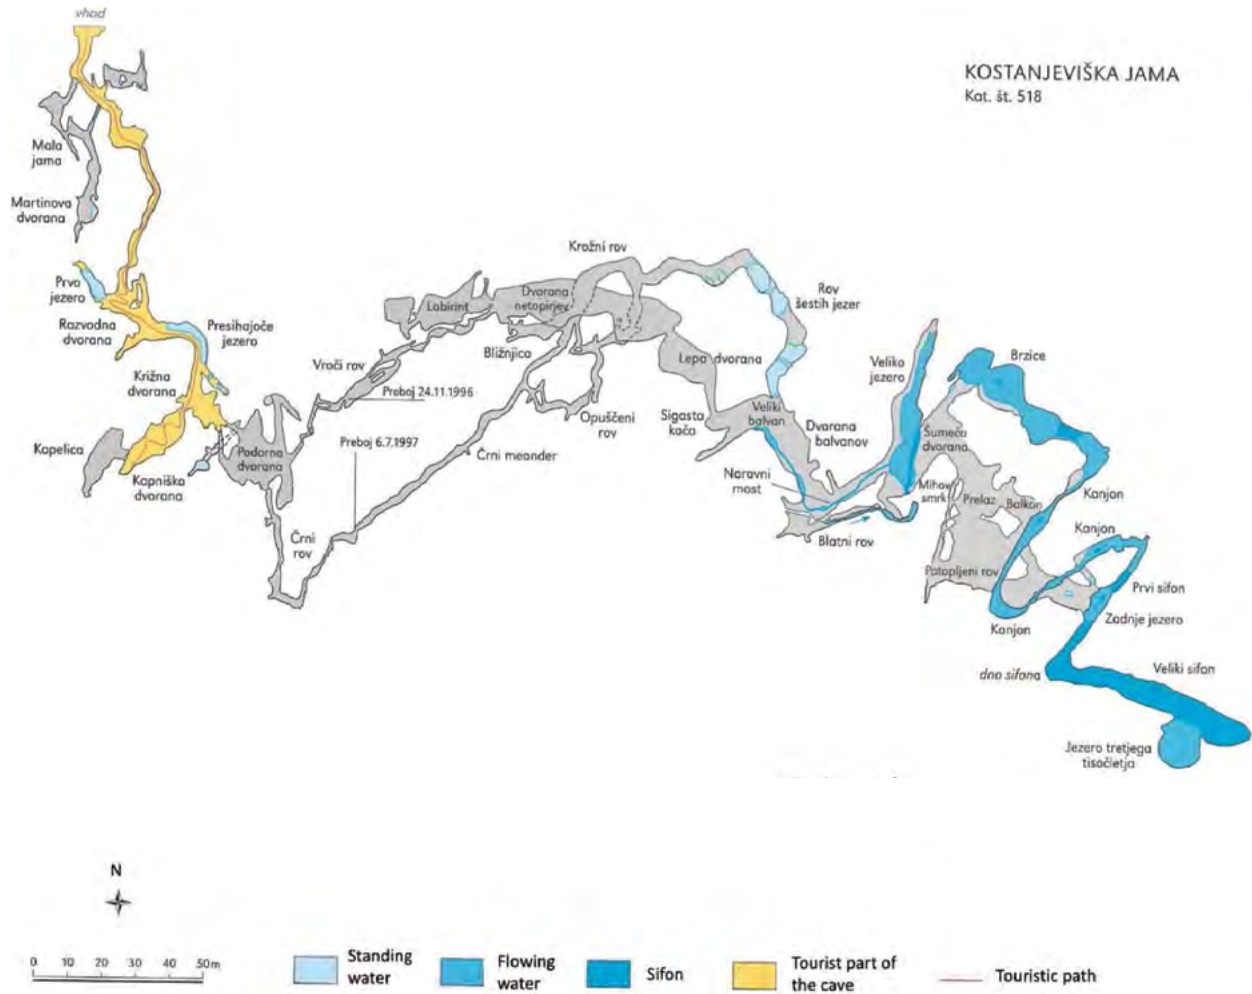 vhod
KOSTANJEVIŠKA JAMA
Kat. št. 518
Mala
jama
Martinova
dvorana
Prvo
jezero
Razvodna
dvorana
Presihajoče
jezero
Križna
dvorana
Kapelica
Kapniška
dvorana
Podorna
dvorana
Vroči rov
Preboj 24.11.1996
Preboj 6.7.1997
Črni
rov
Labirint
Bližnjica
Dvorana
netopirjev
Krožni rov
Črni meander
Opuščeni
rov
Rov
šestih jezer
Lepa dvorana
Sigasta
kača
Veliki
balvan
Dvorana
balvanov
Naravni
most
Blatni rov
Veliko
jezero
Brzice
Šumeča
dvorana
Mihov
smrk
Prelaz
Balkon
Kanjon
Kanjon
Potopljeni rov
Kanjon
Prvi sifon
Zadnje jezero
dno sifona
Veliki sifon
Jezero tretjega
tisočletja
N
0 10 20 30 40 50m
Standing
water
Flowing
water
Sifon
Tourist part of
the cave
Touristic path